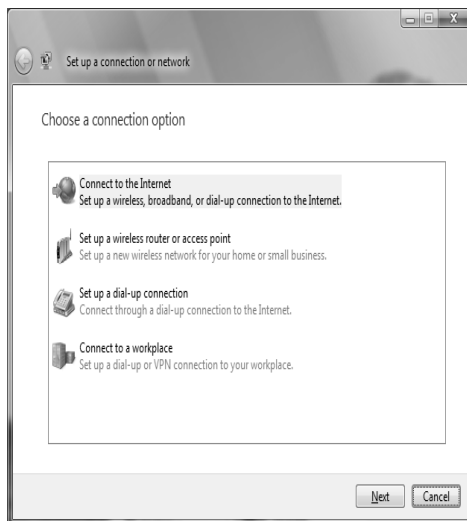 Set up a connection or network
Choose a connection option
Connect to the Internet
Set up a wireless, broadband, or dial-up connection to the Internet.
Set up a wireless router or access point
Set up a new wireless network for your home or small business.
Set up a dial-up connection
Connect through a dial-up connection to the Internet.
Connect to a workplace
Set up a dial-up or VPN connection to your workplace.
Next Cancel